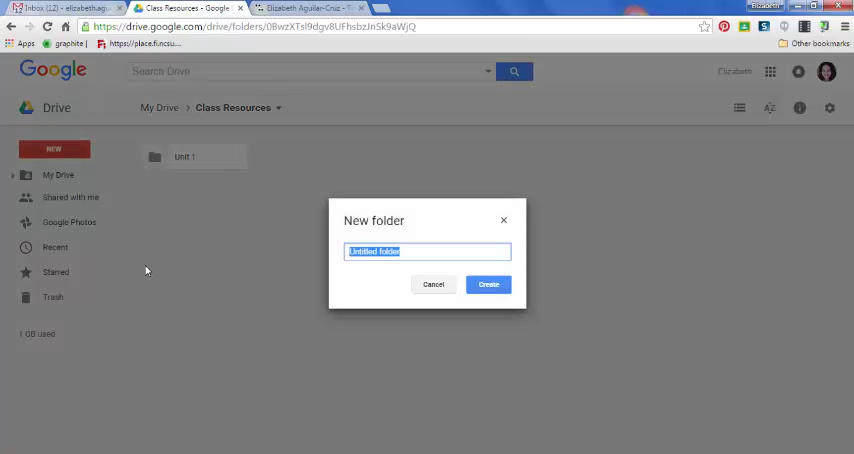 Inbox (12) - elizabethagu
Class Resources - Google
Elizabeth Aguilar-Cruz - T
Elizabeth
https://drive.google.com/drive/folders/0BwzXTsl9dgv8UFhsbzJnSk9aWjQ
Apps graphite | https://place.fi.ncsu.... Other bookmarks
Google Search Drive Elizabeth
Drive My Drive > Class Resources
NEW
Unit 1
My Drive
Shared with me
Google Photos
Recent
Starred
Trash
1 GB used
New folder
Untitled folder
Cancel Create